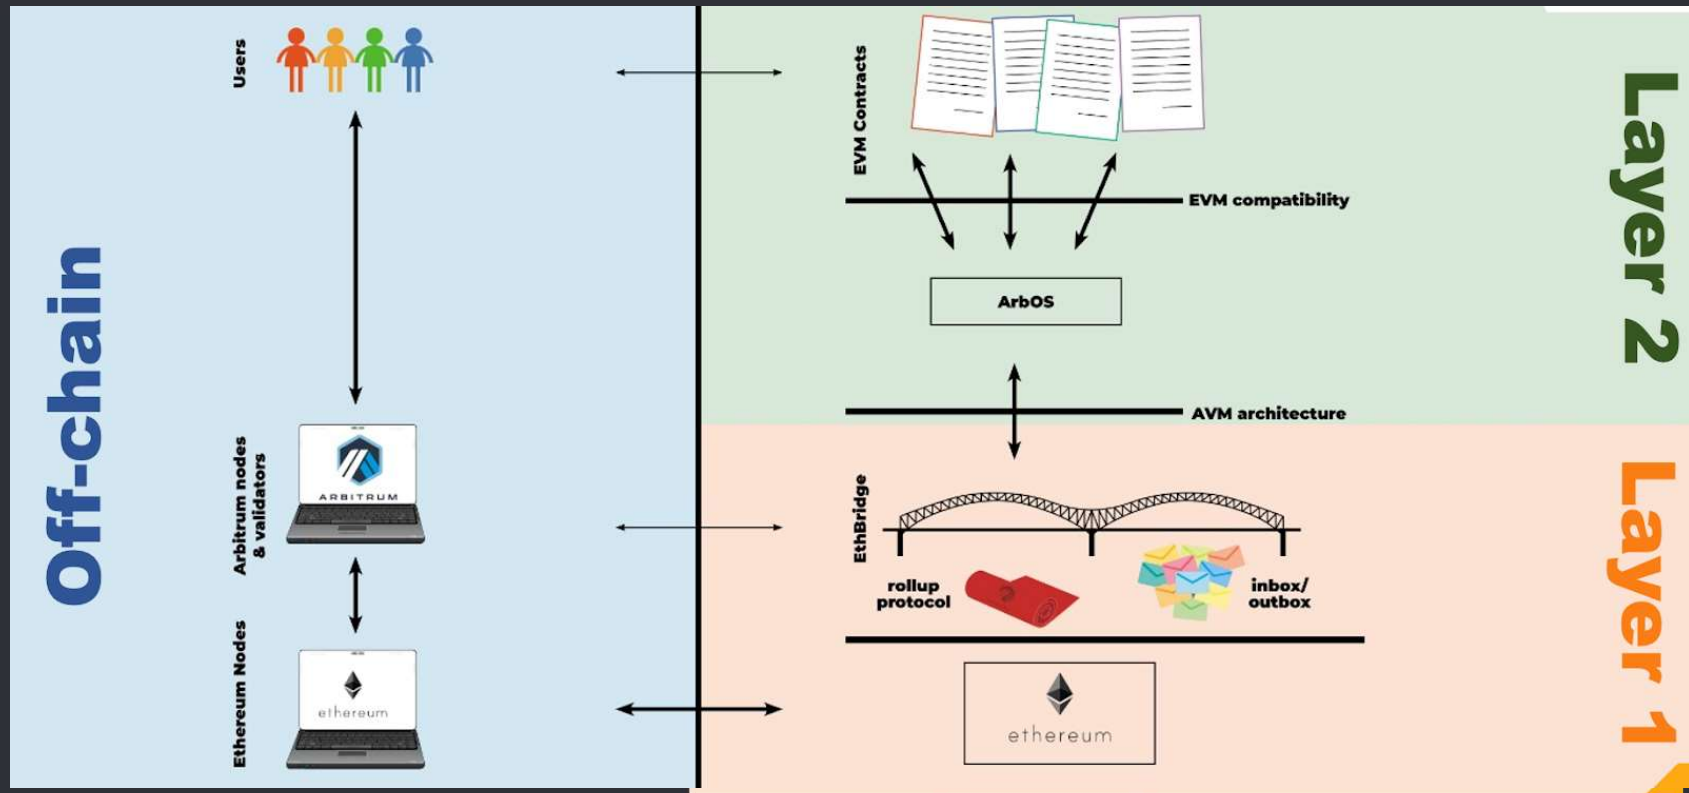 Off-chain
Users
Arbitrum nodes
& validators
ARBITRUM
Ethereum Nodes
ethereum
EVM Contracts
EVM compatibility
ArbOS
AVM architecture
Layer 2
EthBridge
rollup
protocol
inbox/
outbox
ethereum
Layer 1